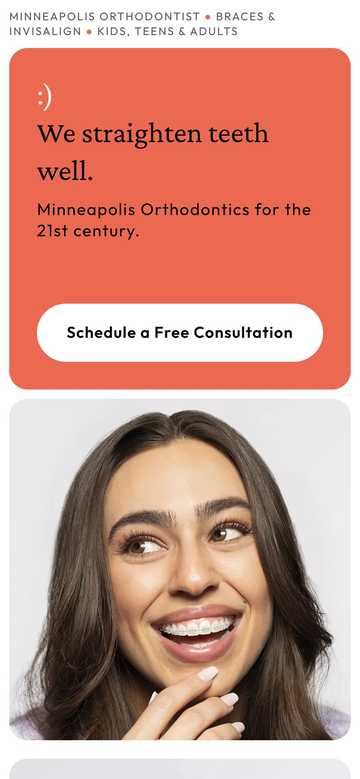 MINNEAPOLIS ORTHODONTIST • BRACES &
INVISALIGN • KIDS, TEENS & ADULTS
:)
We straighten teeth
well.
Minneapolis Orthodontics for the
21st century.
Schedule a Free Consultation